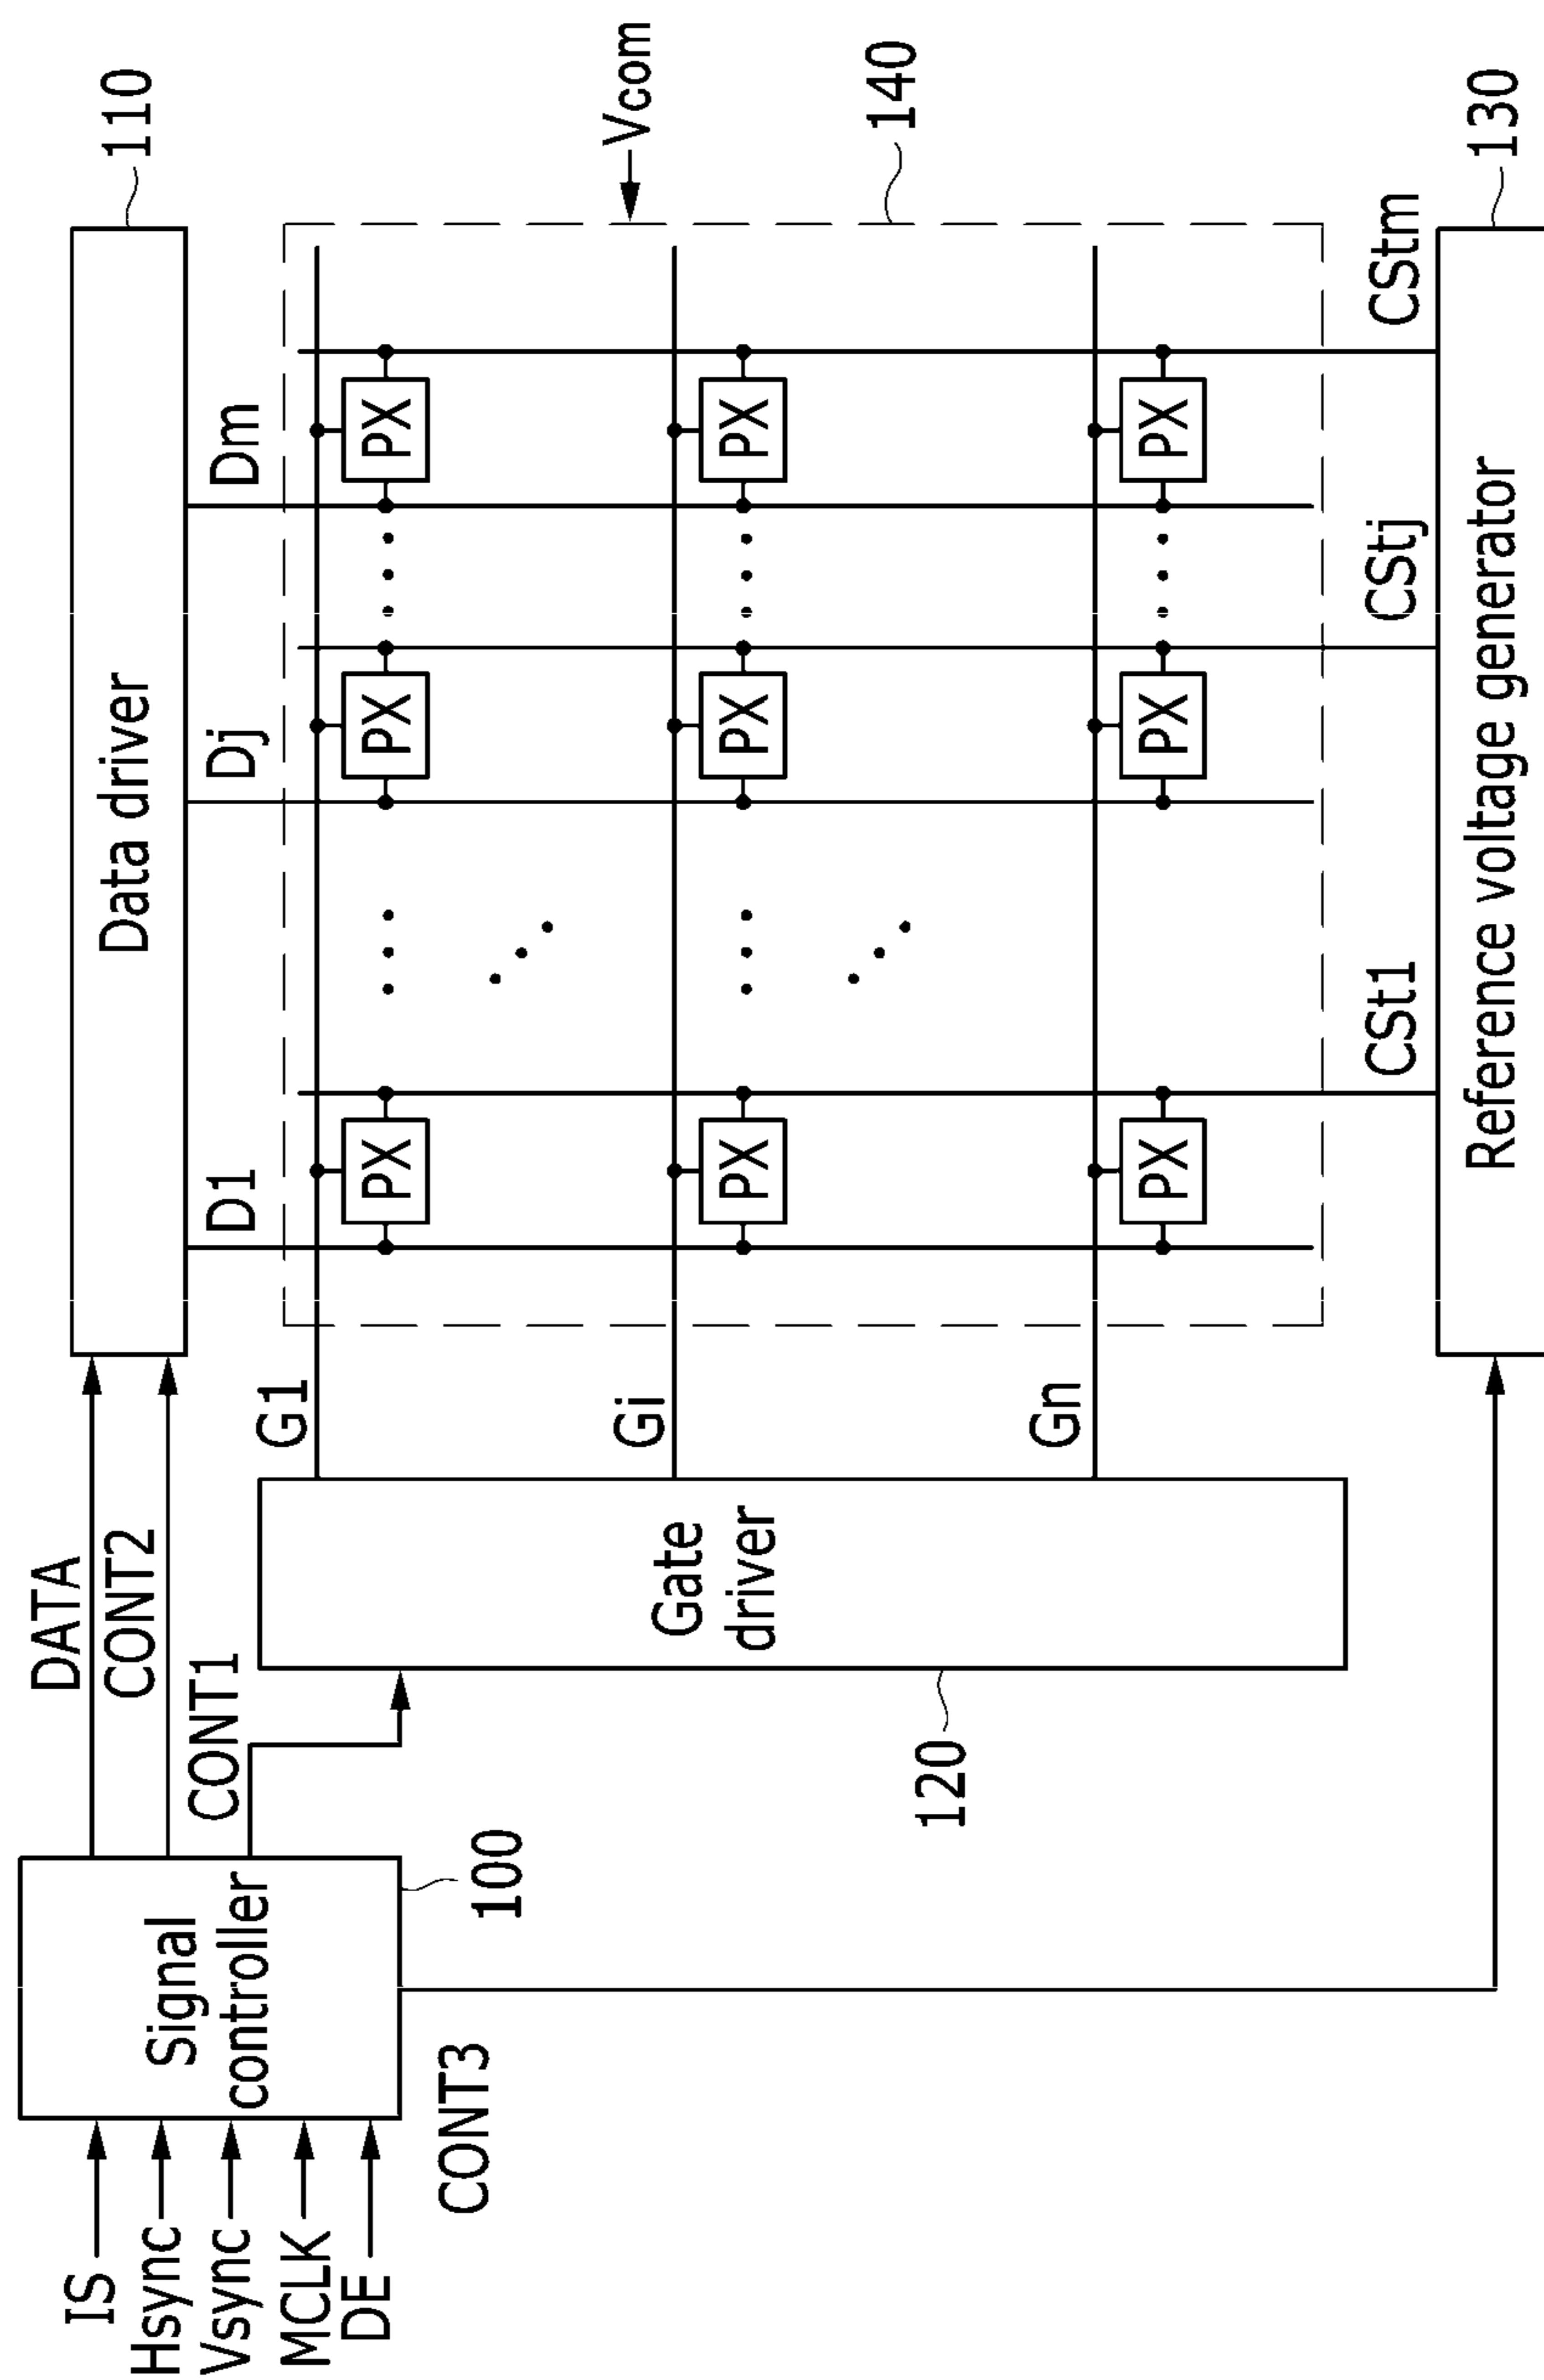 IS
Hsync
Vsync
MCLK
DE
Signal
controller
100
DATA
CONT2
CONT1
CONT3
Data driver
110
Gate
driver
120
G1
Gi
Gn
D1
Dj
Dm
PX
PX
PX
PX
PX
PX
PX
PX
PX
Vcom
140
CSt1
CStj
CStm
Reference voltage generator
130